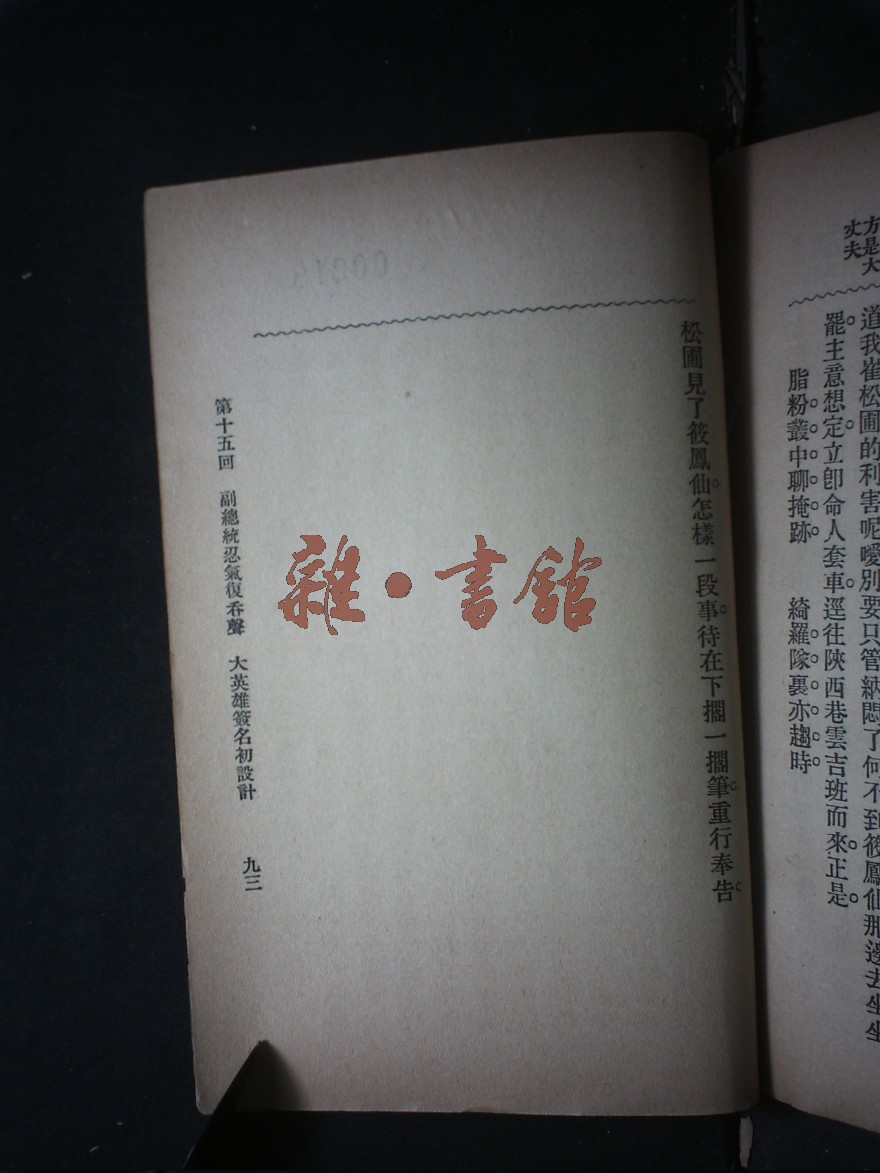 方是大
丈夫
道我崔松圃的利害呢噯別要只管納悶了何不到筱鳳仙那邊去坐坐
罷主意想定立卽命人套車逕往陝西巷雲吉班而來正是
脂粉叢中聊掩跡　綺羅隊裏亦趨時
松圃見了筱鳳仙怎樣一段事待在下擱一擱筆重行奉告
第十五回　副總統忍氣復吞聲　大英雄簽名初設計　九三
雜·書館